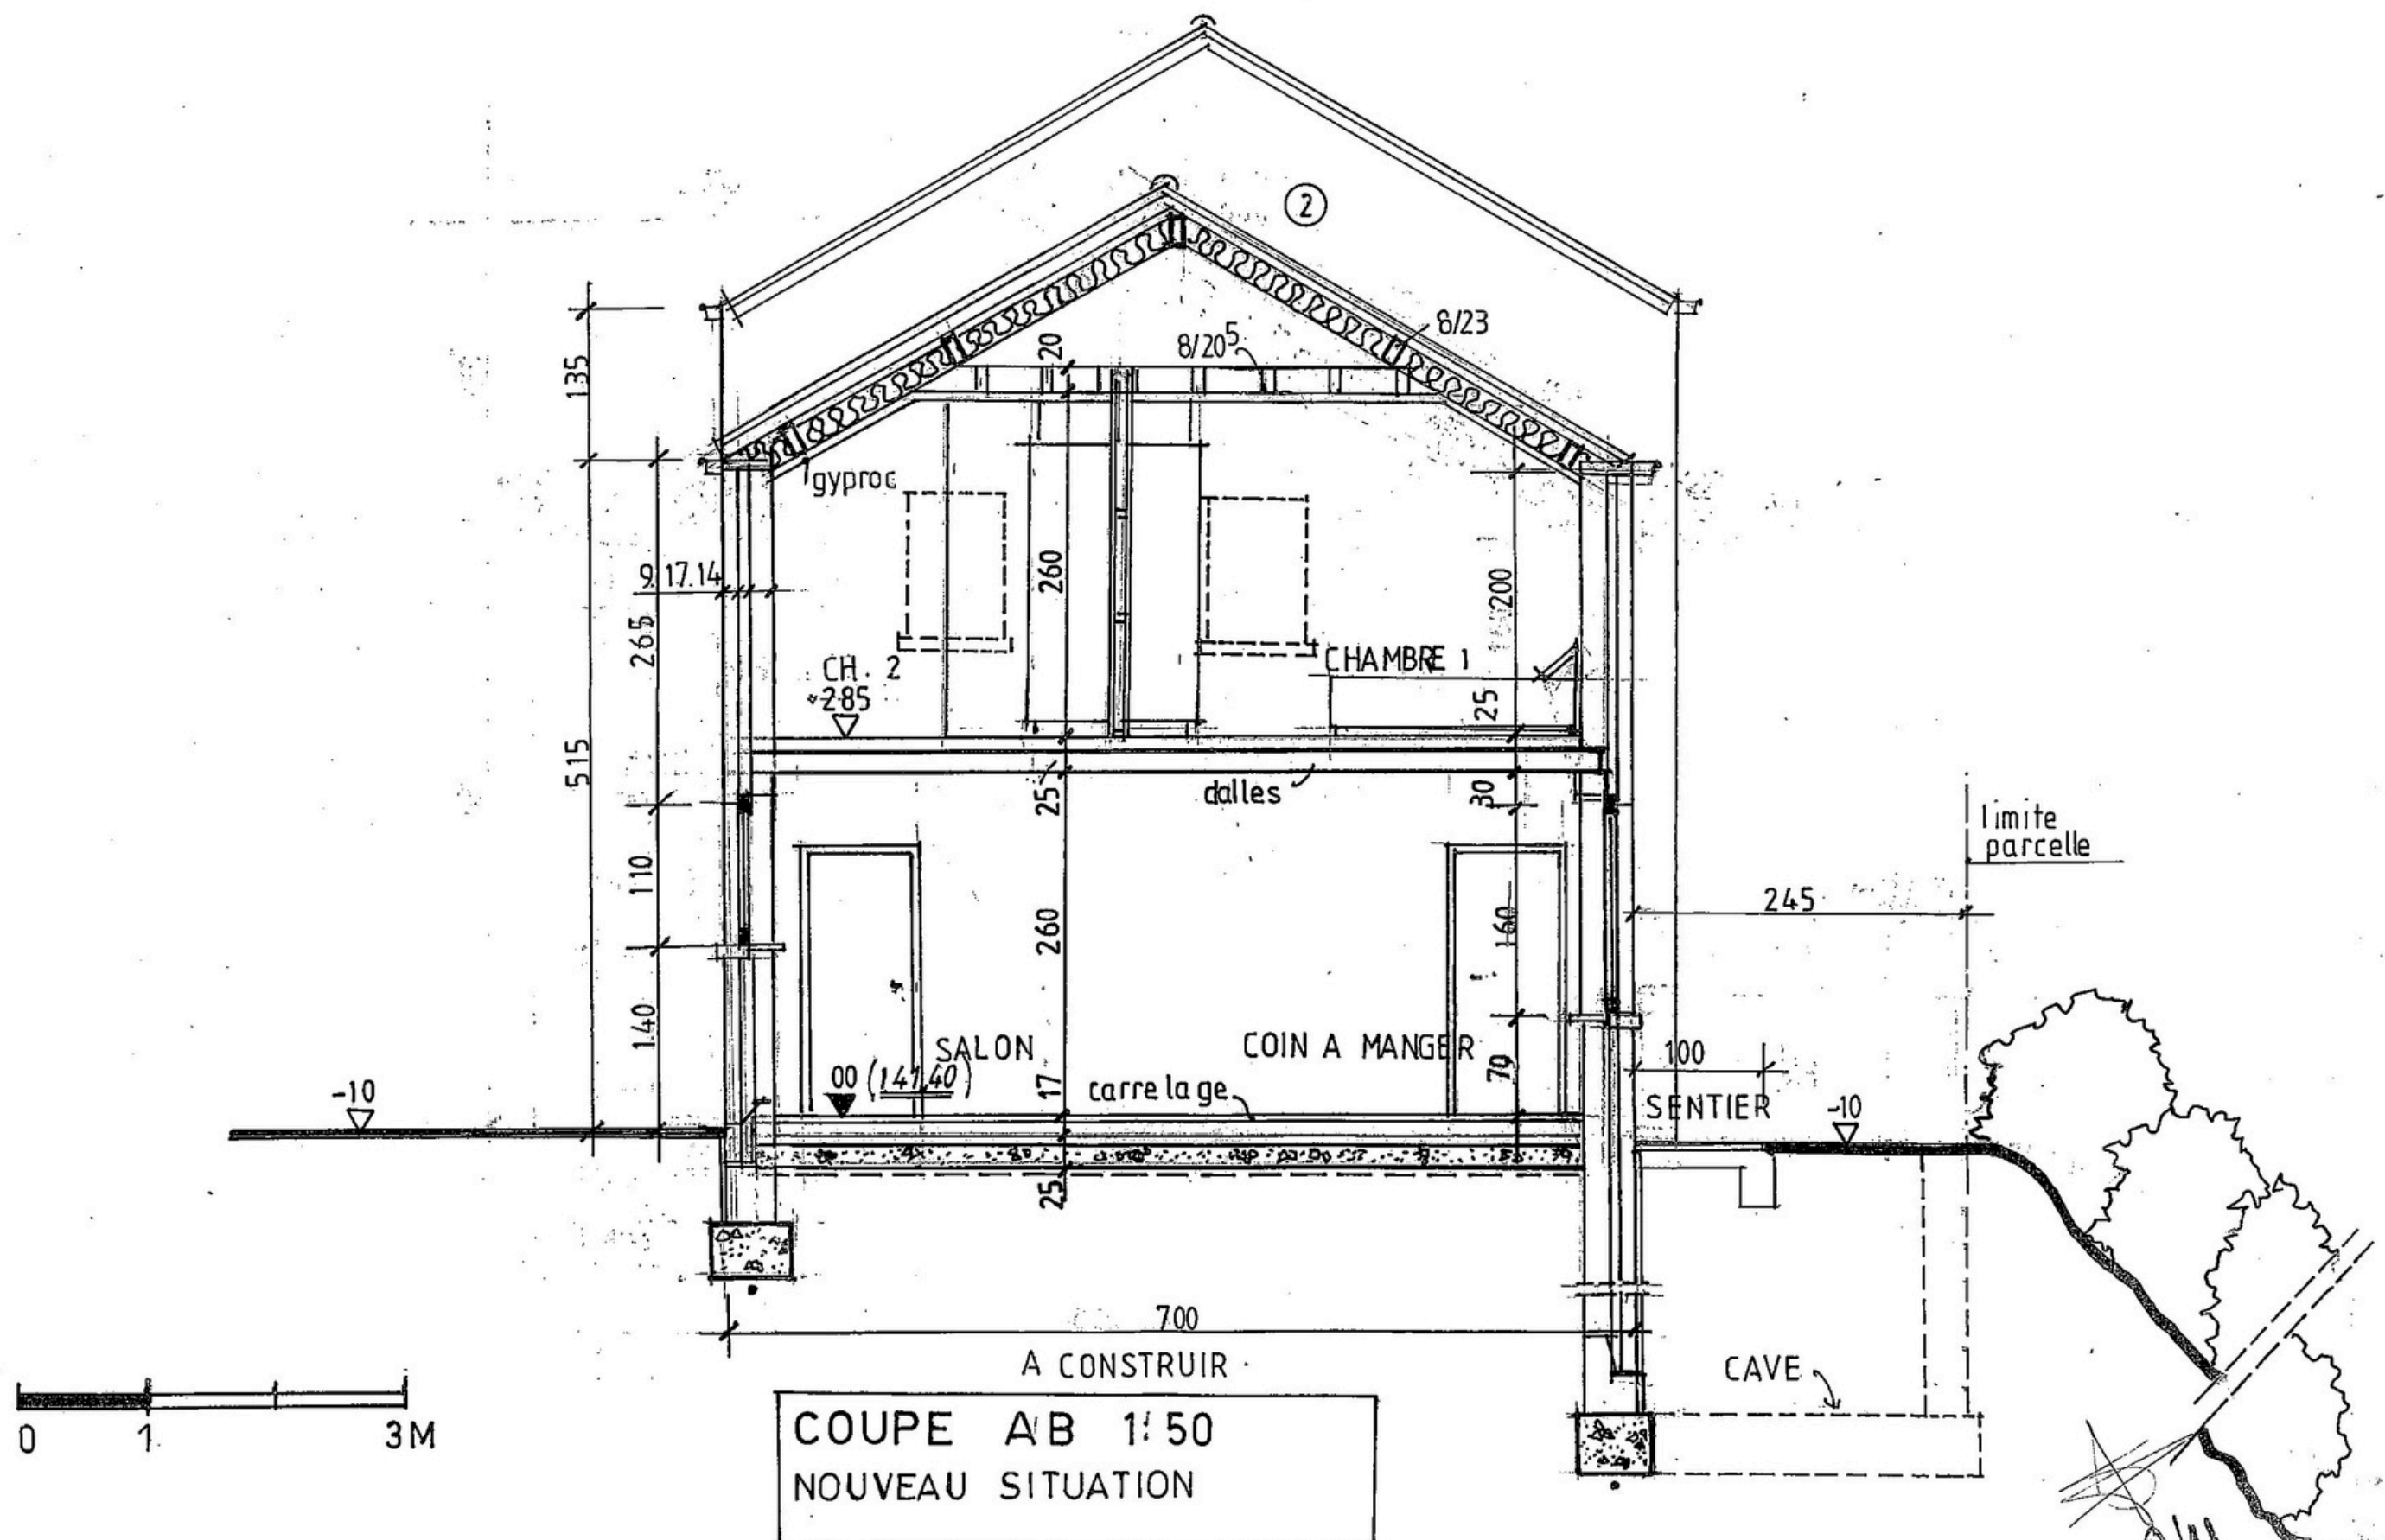 2
8/23
8/20⁵
20
135
gyproc
260
9.17.14
265
200
CH. 2
+285
CHAMBRE 1
25
515
25
dalles
30
limite
parcelle
110
245
260
160
140
SALON
COIN A MANGER
100
-10
00 (141.40)
17
carrelage
70
SENTIER
-10
25
700
A CONSTRUIR
CAVE
0 1 3M
COUPE AB 1:50
NOUVEAU SITUATION